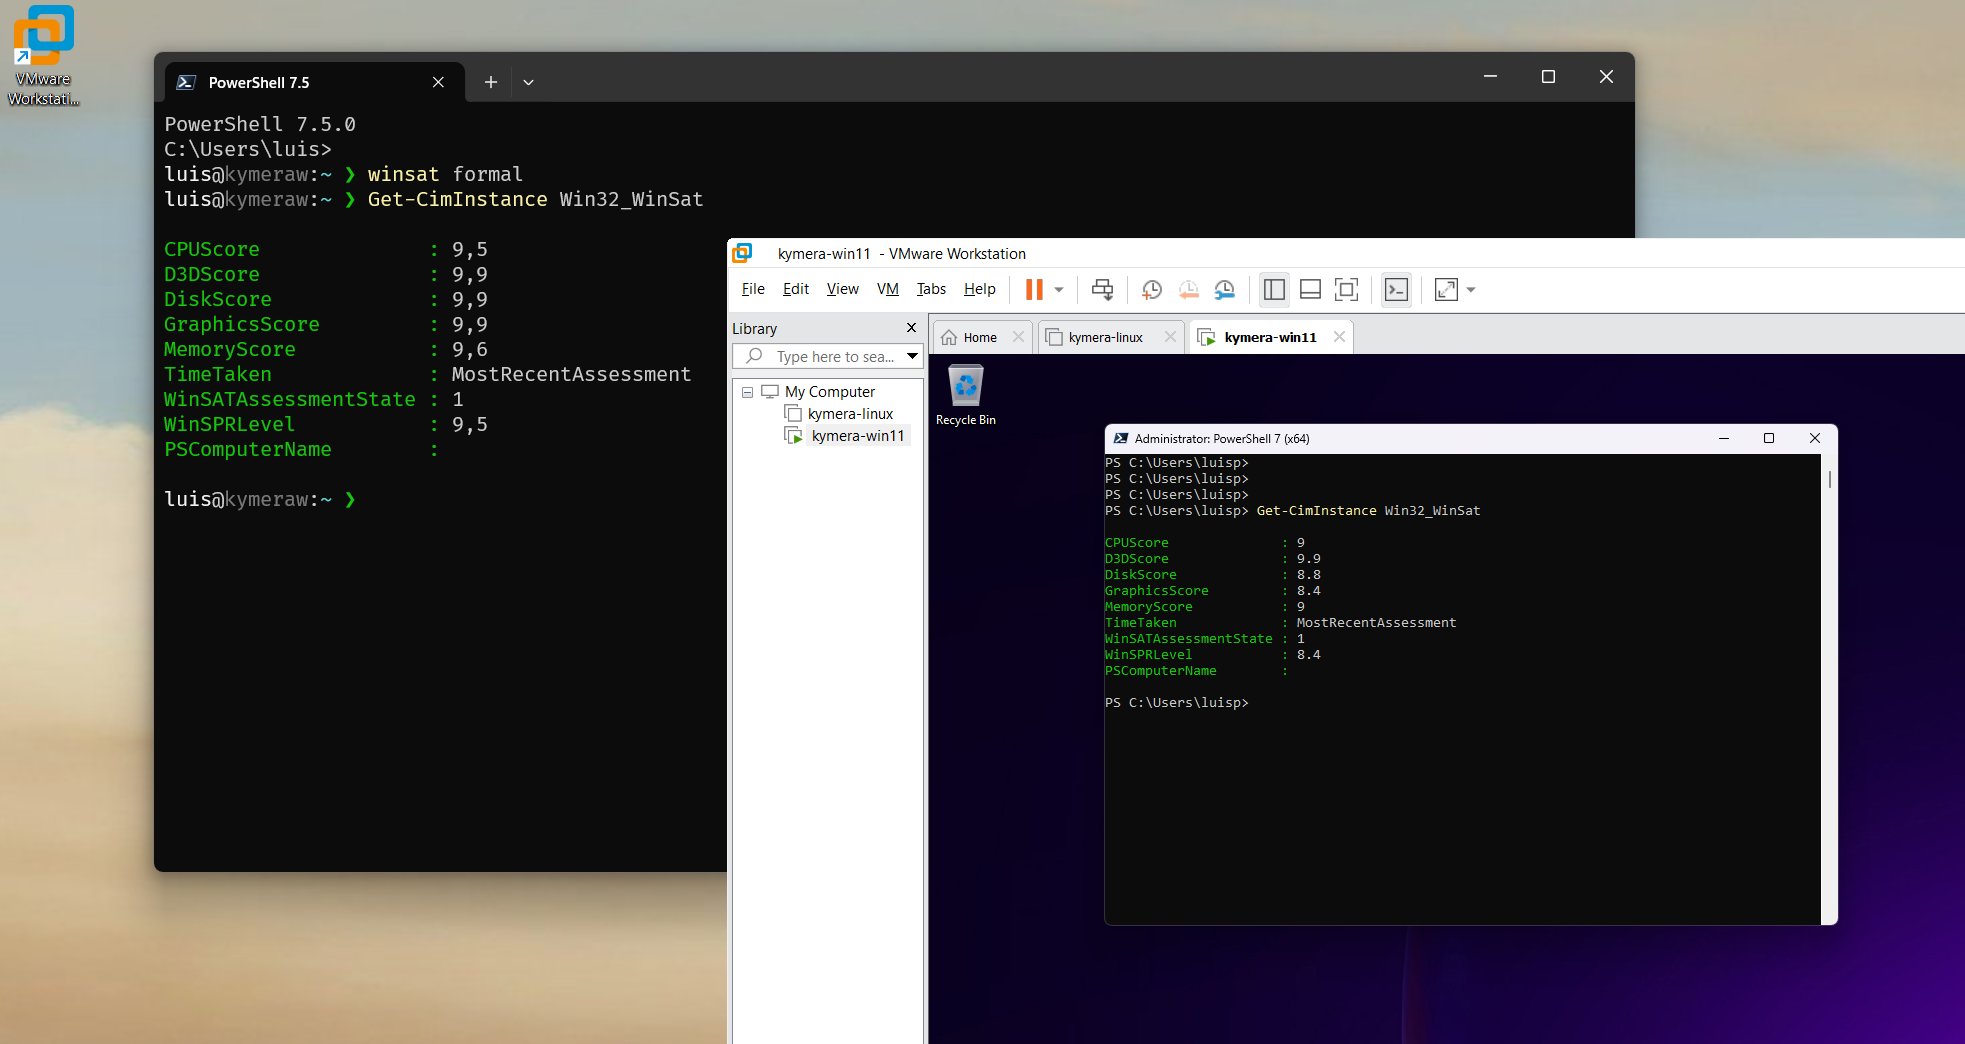 VMware
Workstati...
PowerShell 7.5
PowerShell 7.5.0
C:\Users\luis>
luis@kymeraw:~ ❯ winsat formal
luis@kymeraw:~ ❯ Get-CimInstance Win32_WinSat
CPUScore : 9,5
D3DScore : 9,9
DiskScore : 9,9
GraphicsScore : 9,9
MemoryScore : 9,6
TimeTaken : MostRecentAssessment
WinSATAssessmentState : 1
WinSPRLevel : 9,5
PSComputerName :
luis@kymeraw:~ ❯
kymera-win11 - VMware Workstation
File Edit View VM Tabs Help
Library
Type here to sea...
My Computer
kymera-linux
kymera-win11
Home
kymera-linux
kymera-win11
Recycle Bin
Administrator: PowerShell 7 (x64)
PS C:\Users\luisp>
PS C:\Users\luisp>
PS C:\Users\luisp>
PS C:\Users\luisp> Get-CimInstance Win32_WinSat
CPUScore : 9
D3DScore : 9.9
DiskScore : 8.8
GraphicsScore : 8.4
MemoryScore : 9
TimeTaken : MostRecentAssessment
WinSATAssessmentState : 1
WinSPRLevel : 8.4
PSComputerName :
PS C:\Users\luisp>